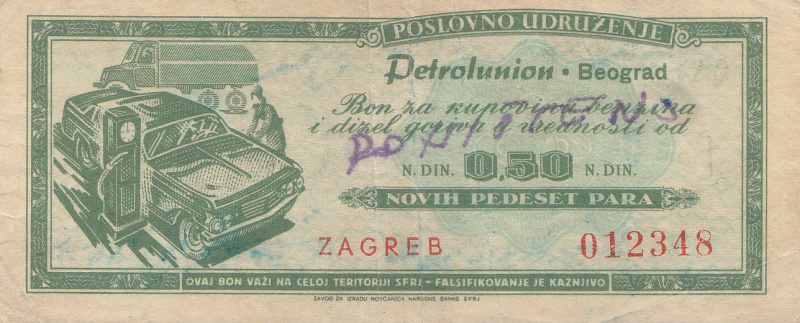 POSLOVNO UDRUŽENJE
Petrolunion • Beograd
Bon za kupovinu benzina
i dizel goriva u vrednosti od
PONIŠTENO
N. DIN. 0,50 N. DIN.
NOVIH PEDESET PARA
ZAGREB 012348
OVAJ BON VAŽI NA CELOJ TERITORIJI SFRJ – FALSIFIKOVANJE JE KAŽNJIVO
ZAVOD ZA IZRADU NOVČANICA NARODNE BANKE SFRJ